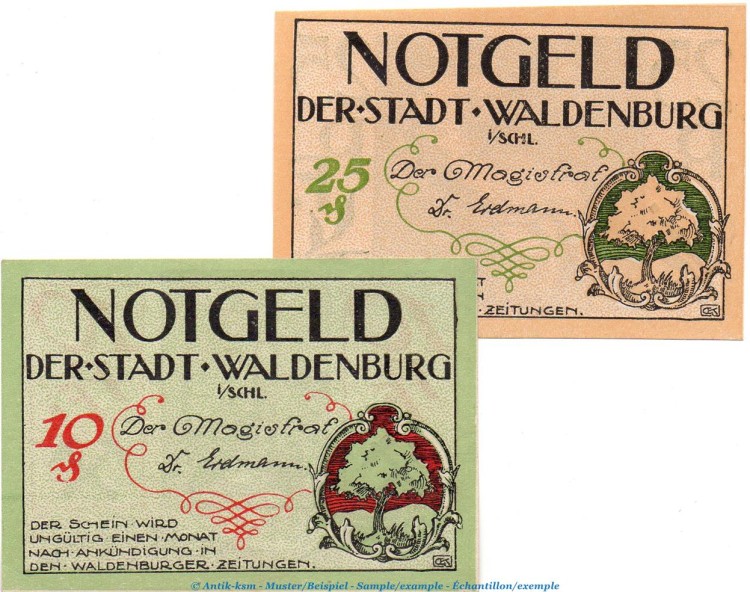 NOTGELD
DER·STADT·WALDENBURG
i/SCHL.
25
₰
Der Magistrat
Dr. Erdmann.
ZEITUNGEN.
NOTGELD
DER·STADT·WALDENBURG
i/SCHL.
10
₰
Der Magistrat
Dr. Erdmann.
DER SCHEIN WIRD
UNGÜLTIG EINEN MONAT
NACH·ANKÜNDIGUNG·IN
DEN·WALDENBURGER·ZEITUNGEN.
© Antik-ksm - Muster/Beispiel - Sample/example - Échantillon/exemple